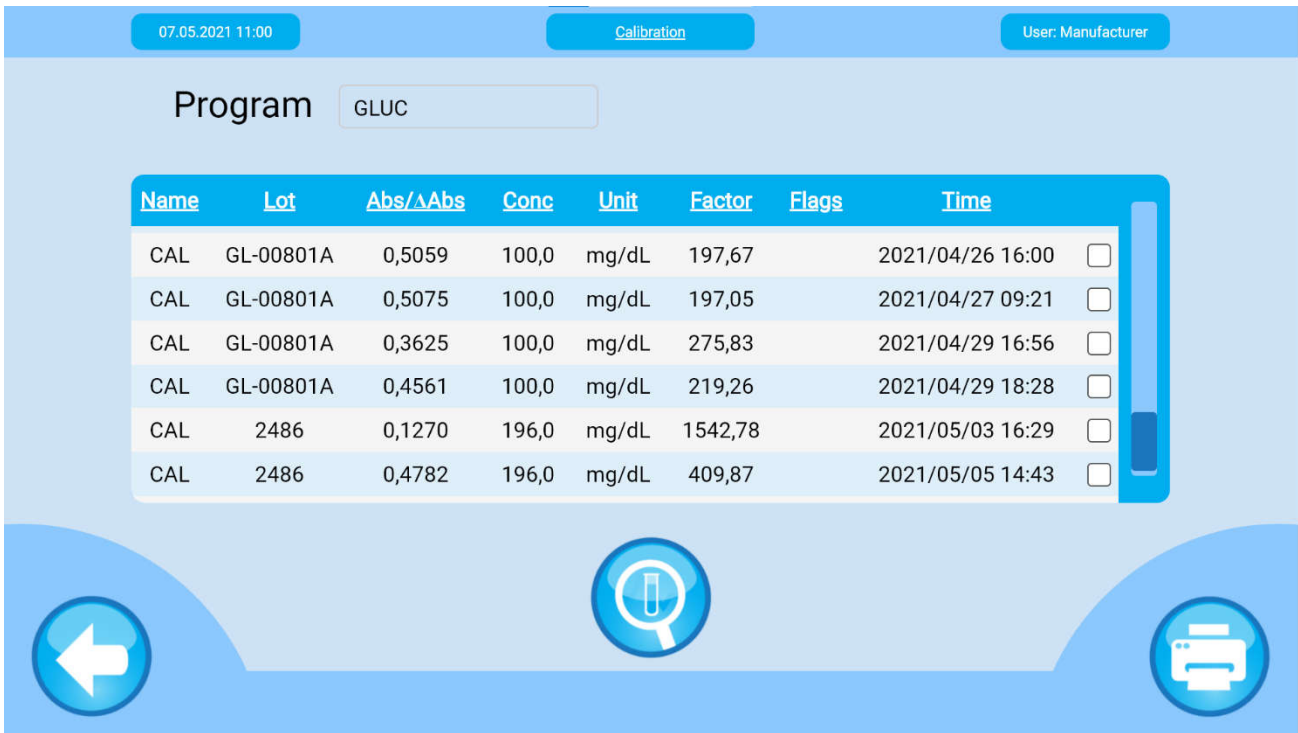 07.05.2021 11:00 Calibration User: Manufacturer
Program GLUC
Name Lot Abs/ΔAbs Conc Unit Factor Flags Time
CAL GL-00801A 0,5059 100,0 mg/dL 197,67 2021/04/26 16:00
CAL GL-00801A 0,5075 100,0 mg/dL 197,05 2021/04/27 09:21
CAL GL-00801A 0,3625 100,0 mg/dL 275,83 2021/04/29 16:56
CAL GL-00801A 0,4561 100,0 mg/dL 219,26 2021/04/29 18:28
CAL 2486 0,1270 196,0 mg/dL 1542,78 2021/05/03 16:29
CAL 2486 0,4782 196,0 mg/dL 409,87 2021/05/05 14:43